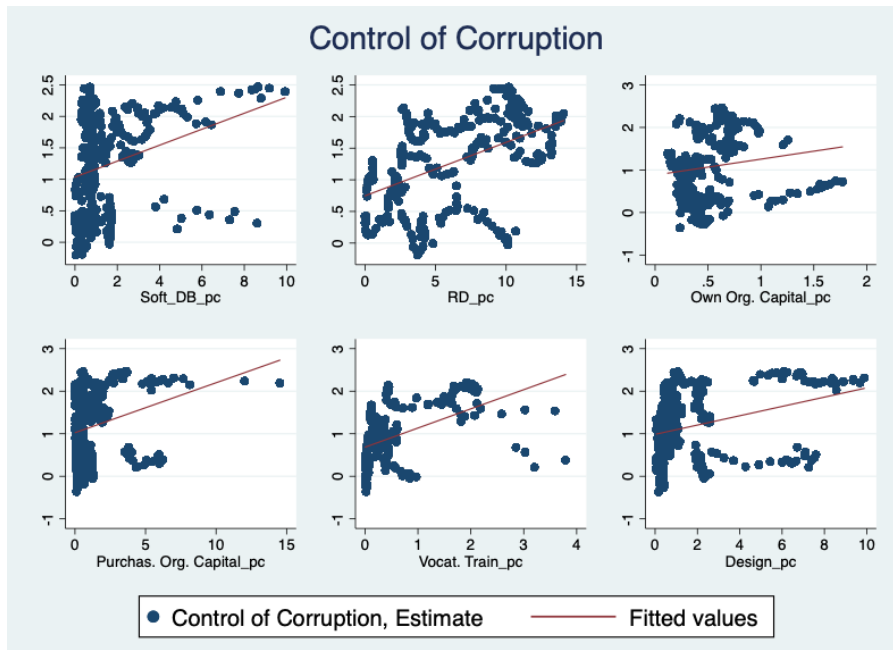 Control of Corruption
0 .5 1 1.5 2 2.5
0 2 4 6 8 10
Soft_DB_pc
0 .5 1 1.5 2 2.5
0 5 10 15
RD_pc
-1 0 1 2 3
0 .5 1 1.5 2
Own Org. Capital_pc
-1 0 1 2 3
0 5 10 15
Purchas. Org. Capital_pc
-1 0 1 2 3
0 1 2 3 4
Vocat. Train_pc
-1 0 1 2 3
0 2 4 6 8 10
Design_pc
Control of Corruption, Estimate Fitted values